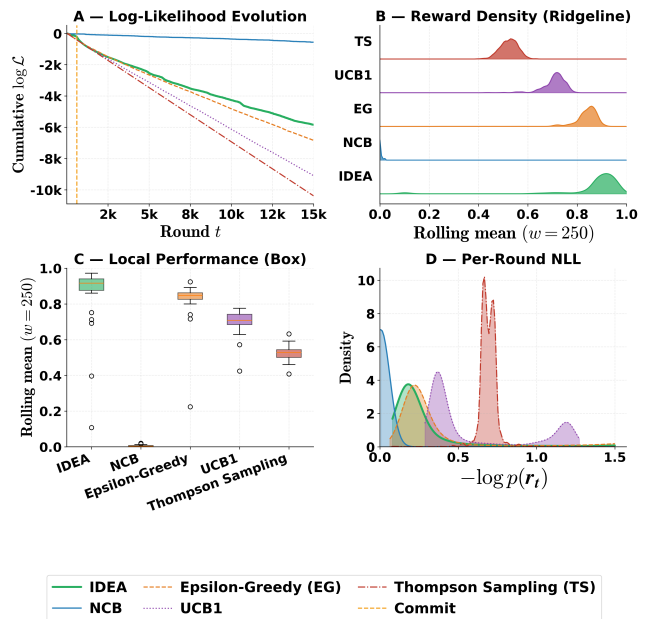 A — Log-Likelihood Evolution
Cumulative log ℒ
0
-2k
-4k
-6k
-8k
-10k
2k
5k
8k
10k
12k
15k
Round t
B — Reward Density (Ridgeline)
TS
UCB1
EG
NCB
IDEA
0.0
0.2
0.4
0.6
0.8
1.0
Rolling mean (w = 250)
C — Local Performance (Box)
Rolling mean (w = 250)
1.0
0.8
0.6
0.4
0.2
0.0
IDEA
NCB
Epsilon-Greedy
UCB1
Thompson Sampling
D — Per-Round NLL
Density
10
8
6
4
2
0
0.0
0.5
1.0
1.5
−log p(r_t)
IDEA
NCB
Epsilon-Greedy (EG)
UCB1
Thompson Sampling (TS)
Commit